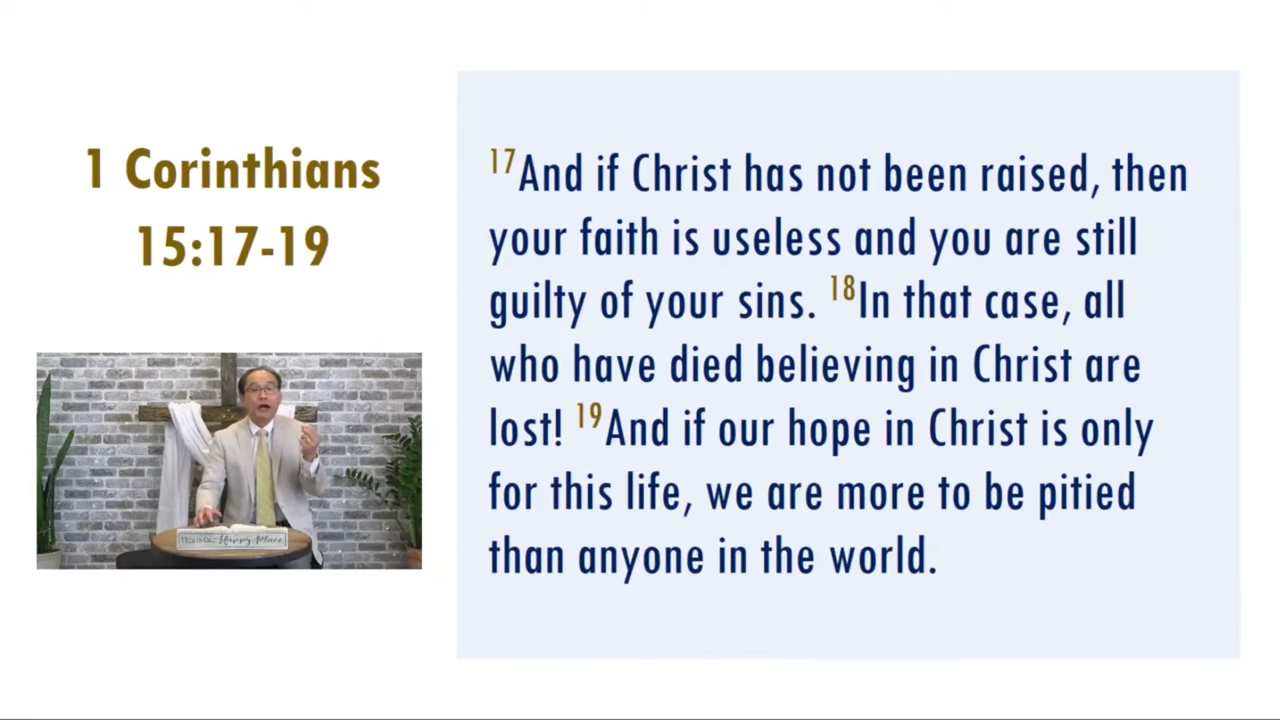 1 Corinthians
15:17-19
17And if Christ has not been raised, then
your faith is useless and you are still
guilty of your sins. 18In that case, all
who have died believing in Christ are
lost! 19And if our hope in Christ is only
for this life, we are more to be pitied
than anyone in the world.
Happy Place